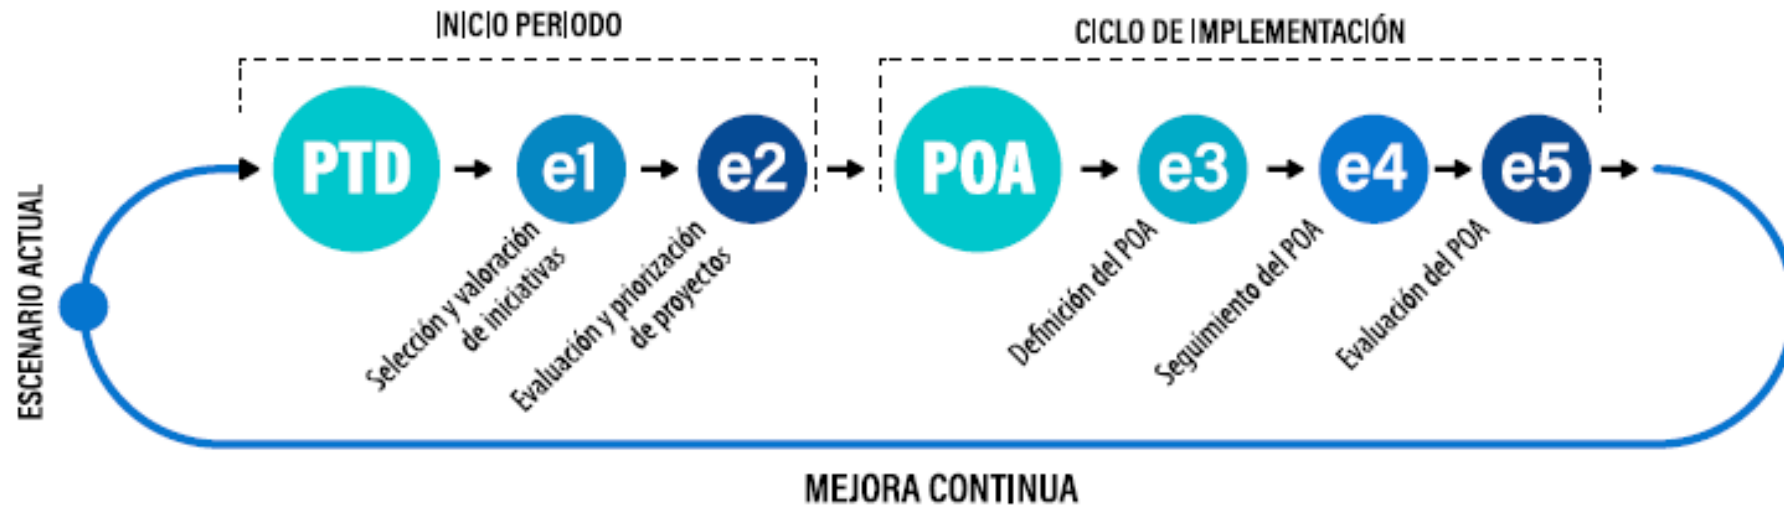 INICIO PERIODO
CICLO DE IMPLEMENTACIÓN
PTD
e1
e2
POA
e3
e4
e5
Selección y valoración
de iniciativas
Evaluación y priorización
de proyectos
Definición del POA
Seguimiento del POA
Evaluación del POA
ESCENARIO ACTUAL
MEJORA CONTINUA